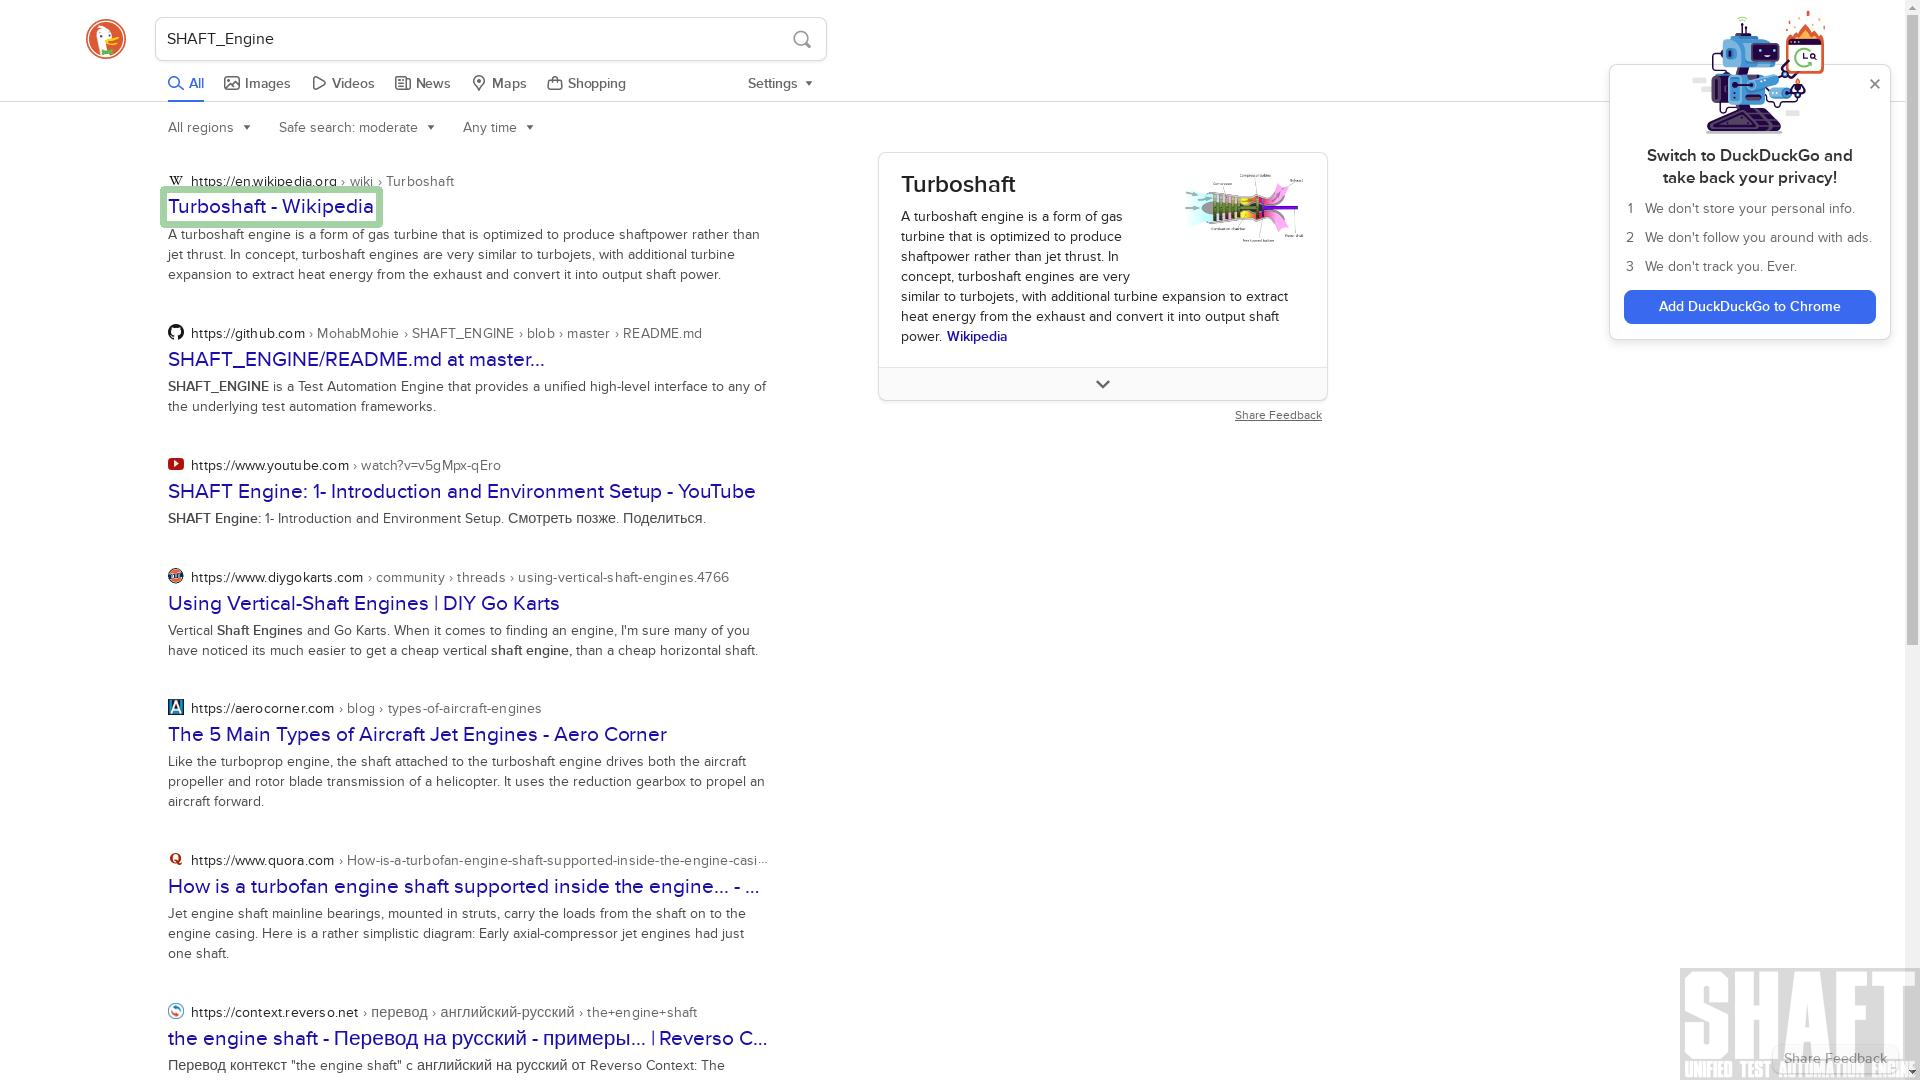 SHAFT_Engine
All Images Videos News Maps Shopping Settings
All regions Safe search: moderate Any time
https://en.wikipedia.org › wiki › Turboshaft
Turboshaft - Wikipedia
A turboshaft engine is a form of gas turbine that is optimized to produce shaftpower rather than
jet thrust. In concept, turboshaft engines are very similar to turbojets, with additional turbine
expansion to extract heat energy from the exhaust and convert it into output shaft power.
https://github.com › MohabMohie › SHAFT_ENGINE › blob › master › README.md
SHAFT_ENGINE/README.md at master...
SHAFT_ENGINE is a Test Automation Engine that provides a unified high-level interface to any of
the underlying test automation frameworks.
https://www.youtube.com › watch?v=v5gMpx-qEro
SHAFT Engine: 1- Introduction and Environment Setup - YouTube
SHAFT Engine: 1- Introduction and Environment Setup. Смотреть позже. Поделиться.
https://www.diygokarts.com › community › threads › using-vertical-shaft-engines.4766
Using Vertical-Shaft Engines | DIY Go Karts
Vertical Shaft Engines and Go Karts. When it comes to finding an engine, I'm sure many of you
have noticed its much easier to get a cheap vertical shaft engine, than a cheap horizontal shaft.
https://aerocorner.com › blog › types-of-aircraft-engines
The 5 Main Types of Aircraft Jet Engines - Aero Corner
Like the turboprop engine, the shaft attached to the turboshaft engine drives both the aircraft
propeller and rotor blade transmission of a helicopter. It uses the reduction gearbox to propel an
aircraft forward.
https://www.quora.com › How-is-a-turbofan-engine-shaft-supported-inside-the-engine-casi...
How is a turbofan engine shaft supported inside the engine... - ...
Jet engine shaft mainline bearings, mounted in struts, carry the loads from the shaft on to the
engine casing. Here is a rather simplistic diagram: Early axial-compressor jet engines had just
one shaft.
https://context.reverso.net › перевод › английский-русский › the+engine+shaft
the engine shaft - Перевод на русский - примеры... | Reverso C...
Перевод контекст "the engine shaft" c английский на русский от Reverso Context: The
Turboshaft
A turboshaft engine is a form of gas
turbine that is optimized to produce
shaftpower rather than jet thrust. In
concept, turboshaft engines are very
similar to turbojets, with additional turbine expansion to extract
heat energy from the exhaust and convert it into output shaft
power. Wikipedia
Share Feedback
Switch to DuckDuckGo and
take back your privacy!
1 We don't store your personal info.
2 We don't follow you around with ads.
3 We don't track you. Ever.
Add DuckDuckGo to Chrome
SHAFT
Share Feedback
UNIFIED TEST AUTOMATION ENGINE